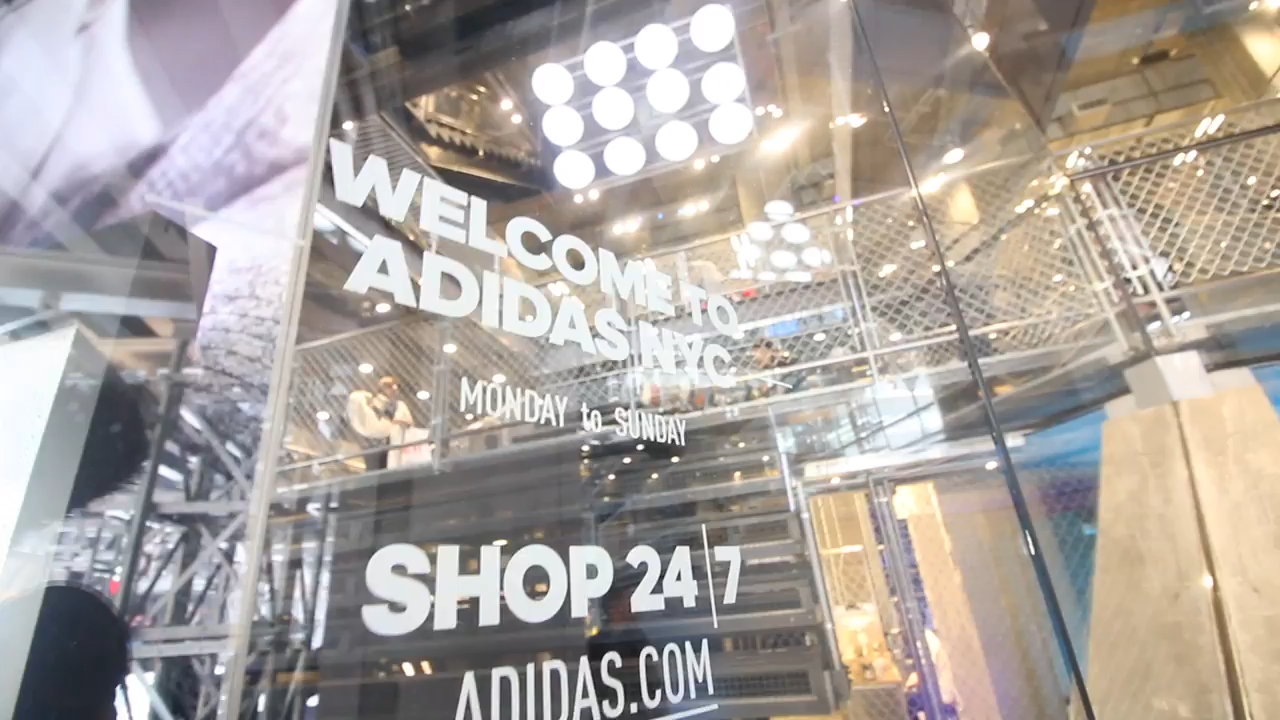 WELCOME TO
ADIDAS NYC
MONDAY to SUNDAY
SHOP 24|7
ADIDAS.COM